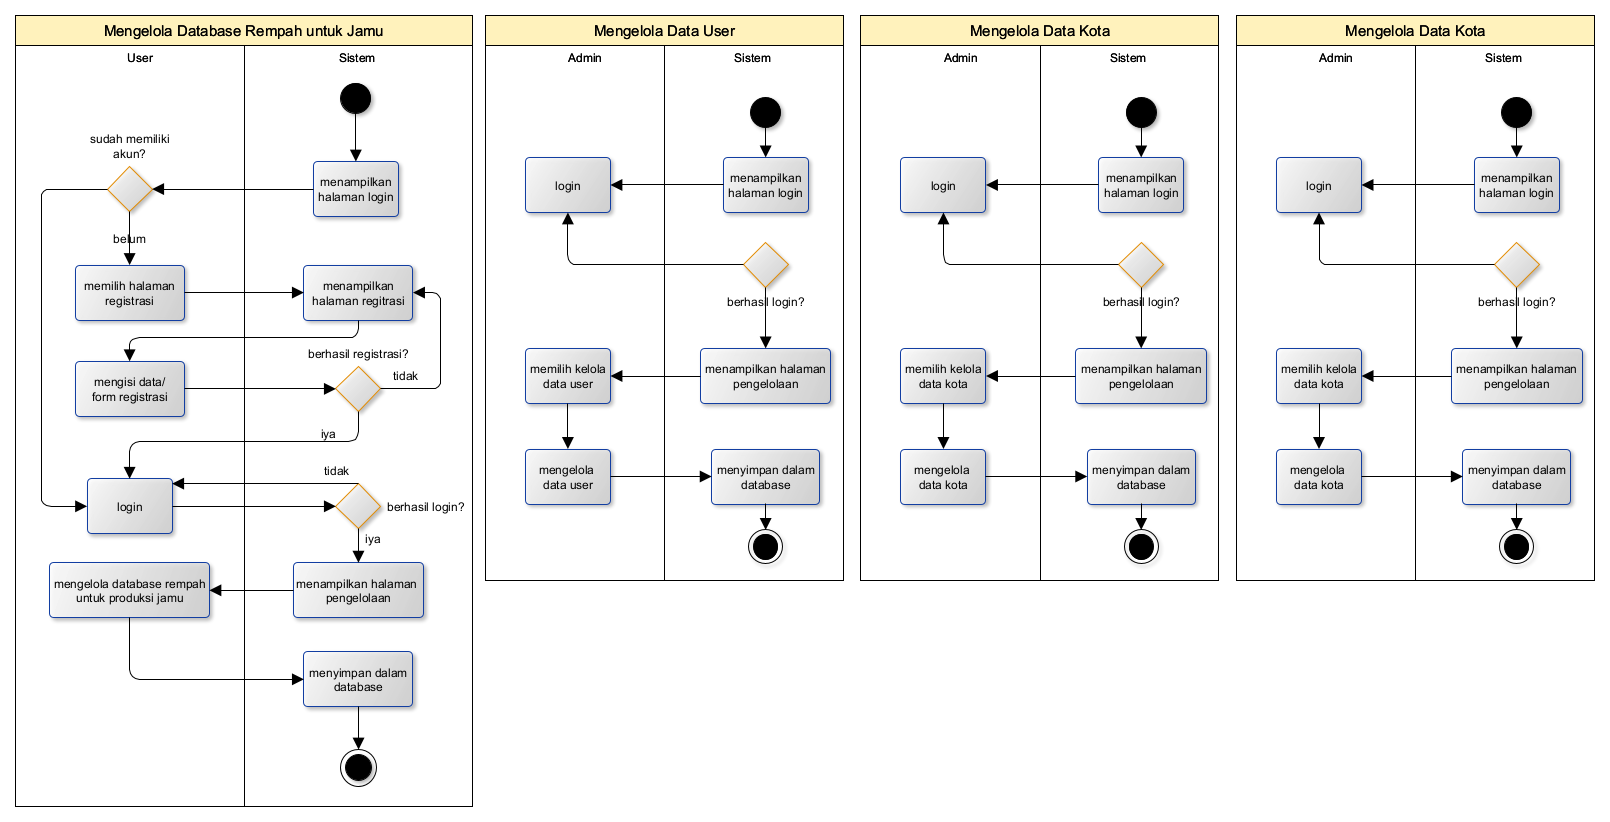 Mengelola Database Rempah untuk Jamu
User
Sistem
sudah memiliki
akun?
menampilkan
halaman login
belum
memilih halaman
registrasi
menampilkan
halaman regitrasi
berhasil registrasi?
tidak
mengisi data/
form registrasi
iya
tidak
login
berhasil login?
iya
mengelola database rempah
untuk produksi jamu
menampilkan halaman
pengelolaan
menyimpan dalam
database
Mengelola Data User
Admin
Sistem
login
menampilkan
halaman login
berhasil login?
memilih kelola
data user
menampilkan halaman
pengelolaan
mengelola
data user
menyimpan dalam
database
Mengelola Data Kota
Admin
Sistem
login
menampilkan
halaman login
berhasil login?
memilih kelola
data kota
menampilkan halaman
pengelolaan
mengelola
data kota
menyimpan dalam
database
Mengelola Data Kota
Admin
Sistem
login
menampilkan
halaman login
berhasil login?
memilih kelola
data kota
menampilkan halaman
pengelolaan
mengelola
data kota
menyimpan dalam
database